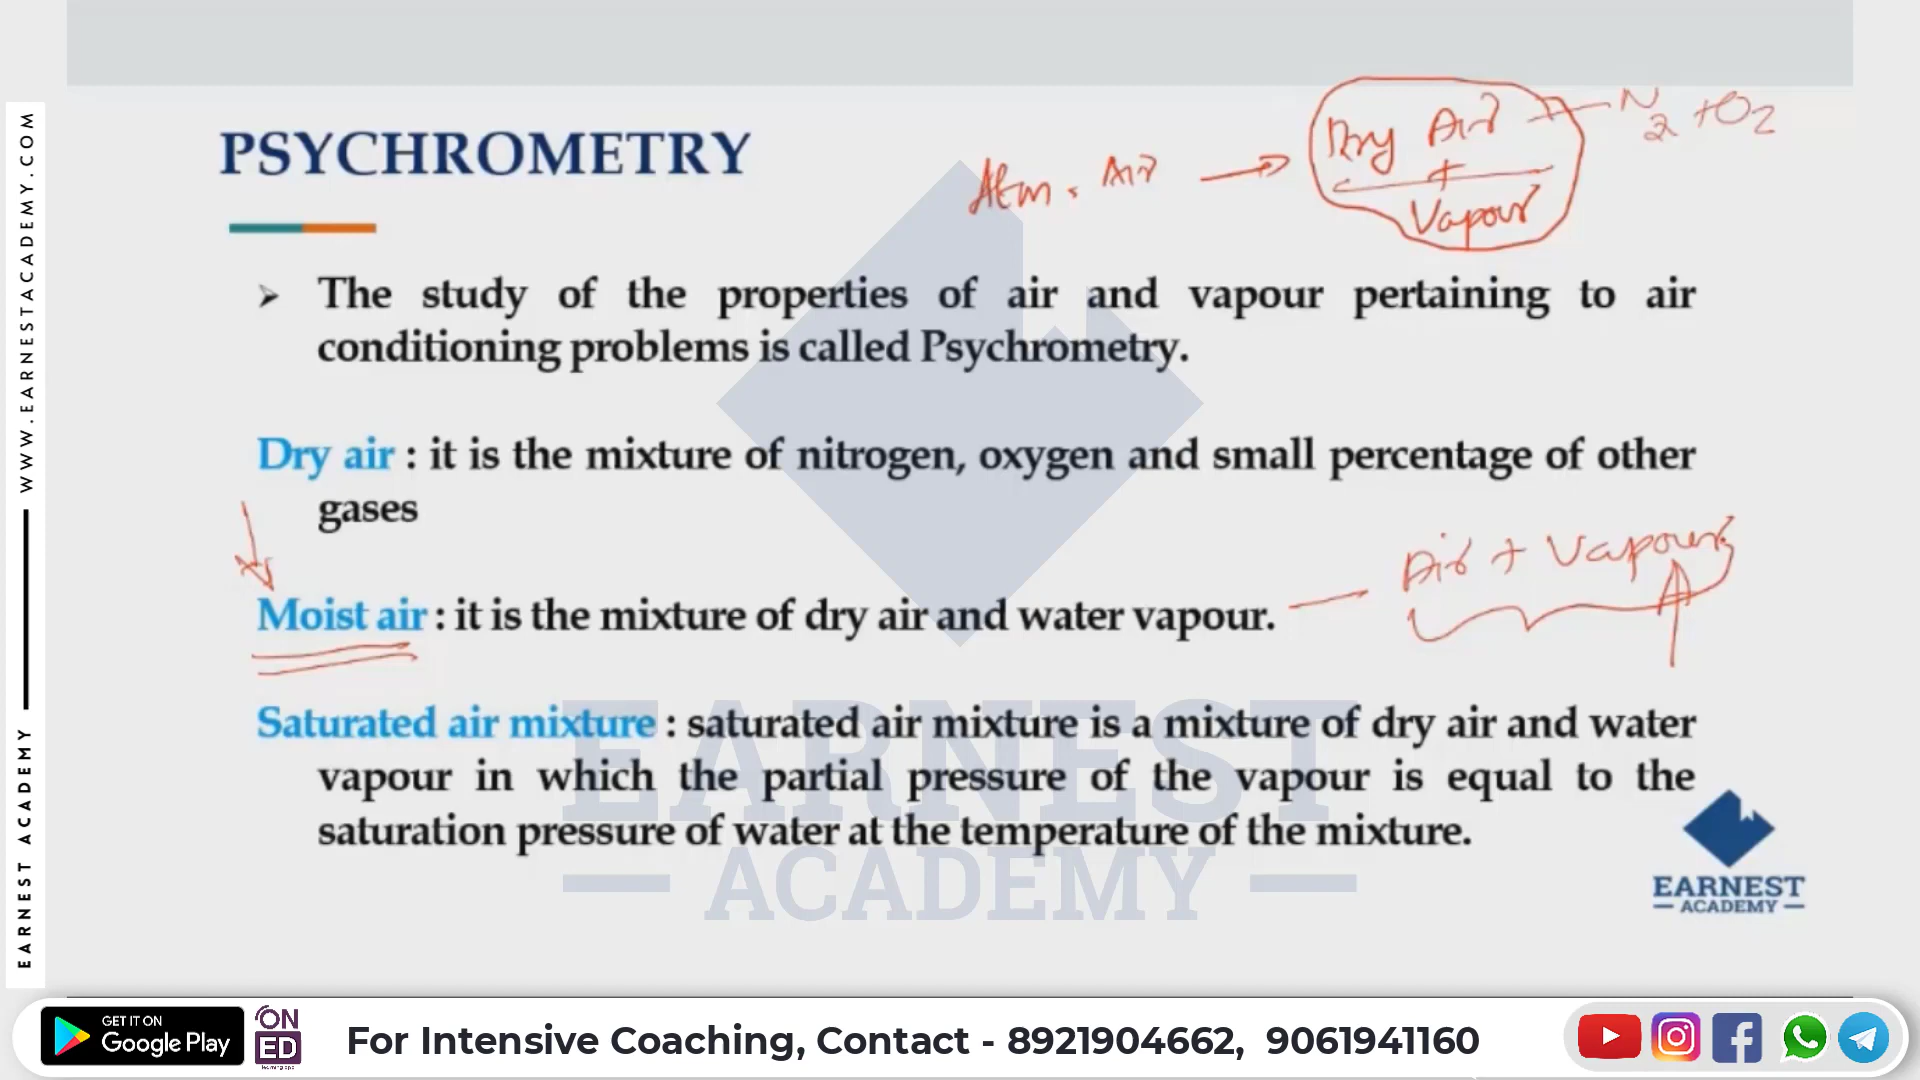 WWW.EARNESTACADEMY.COM
EARNEST ACADEMY
PSYCHROMETRY
Atm. Air → Dry Air — N2 + O2
+
Vapour
➤ The study of the properties of air and vapour pertaining to air
conditioning problems is called Psychrometry.
Dry air : it is the mixture of nitrogen, oxygen and small percentage of other
gases
Air + Vapour
Moist air : it is the mixture of dry air and water vapour.
Saturated air mixture : saturated air mixture is a mixture of dry air and water
vapour in which the partial pressure of the vapour is equal to the
saturation pressure of water at the temperature of the mixture.
EARNEST
ACADEMY
EARNEST
ACADEMY
GET IT ON
Google Play
ON
ED
For Intensive Coaching, Contact - 8921904662, 9061941160